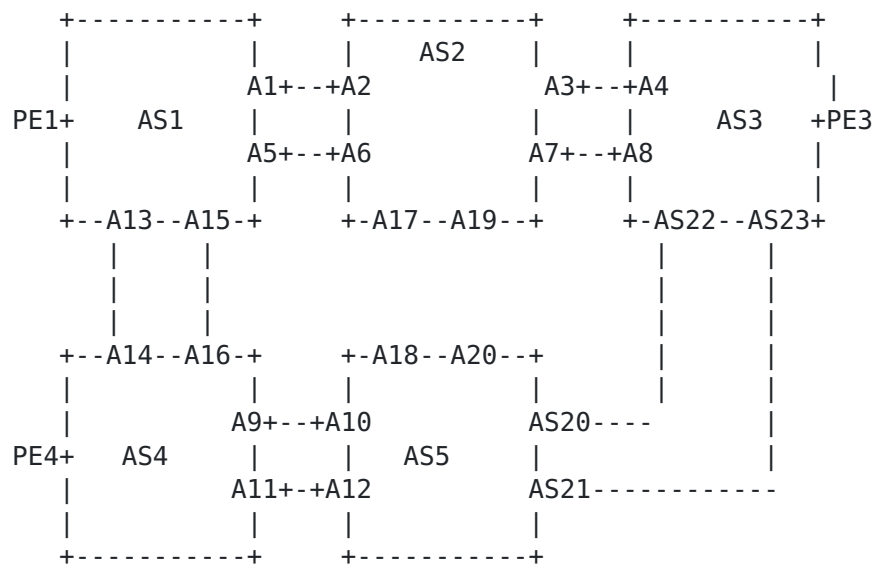 +-----------+     +-----------+     +-----------+
|           |     |    AS2    |     |           |
|           A1+--+A2           A3+--+A4          |
PE1+    AS1    |     |           |     |     AS3   +PE3
|           A5+--+A6          A7+--+A8          |
|           |     |           |     |           |
+--A13--A15-+     +-A17--A19--+     +-AS22--AS23+
|     |                            |      |
|     |                            |      |
|     |                            |      |
+--A14--A16-+     +-A18--A20--+       |      |
|           |     |           |       |      |
|          A9+--+A10          AS20----       |
PE4+   AS4     |     |   AS5     |              |
|          A11+-+A12          AS21------------
|           |     |           |
+-----------+     +-----------+